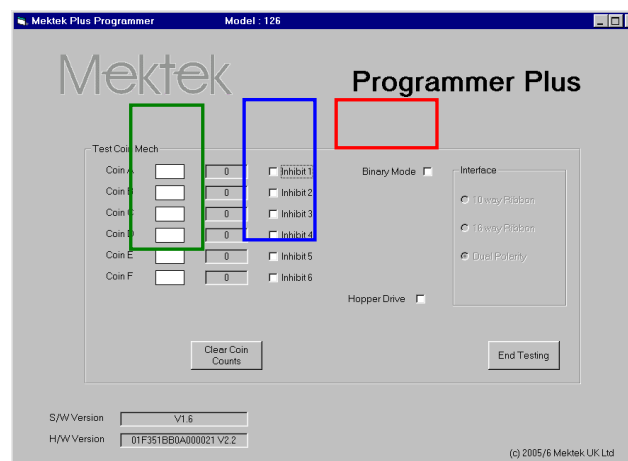 Mektek Plus Programmer Model : 126
Mektek
Programmer Plus
Test Coin Mech
Coin A 0 Inhibit 1 Binary Mode Interface
Coin B 0 Inhibit 2
10 way Ribbon
Coin C 0 Inhibit 3
16 way Ribbon
Coin D 0 Inhibit 4
Coin E 0 Inhibit 5 Duel Polerity
Coin F 0 Inhibit 6
Hopper Drive
Clear Coin
Counts
End Testing
S/W Version V1.6
H/W Version 01F351BB0A000021 V2.2
(c) 2005/6 Mektek UK Ltd